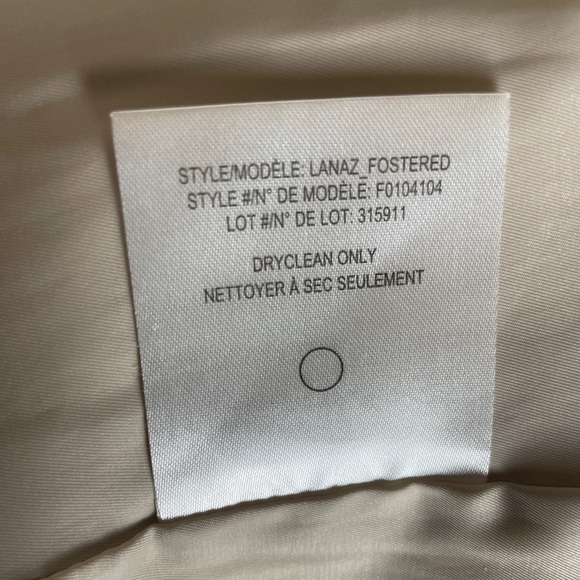 STYLE/MODÈLE: LANAZ_FOSTERED
STYLE #/N° DE MODÈLE: F0104104
LOT #/N° DE LOT: 315911
DRYCLEAN ONLY
NETTOYER À SEC SEULEMENT